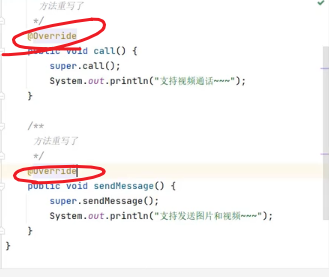 方法重写了
*/
@Override
public void call() {
super.call();
System.out.println("支持视频通话~~~");
}
/**
方法重写了
*/
@Override
public void sendMessage() {
super.sendMessage();
System.out.println("支持发送图片和视频~~~");
}
}